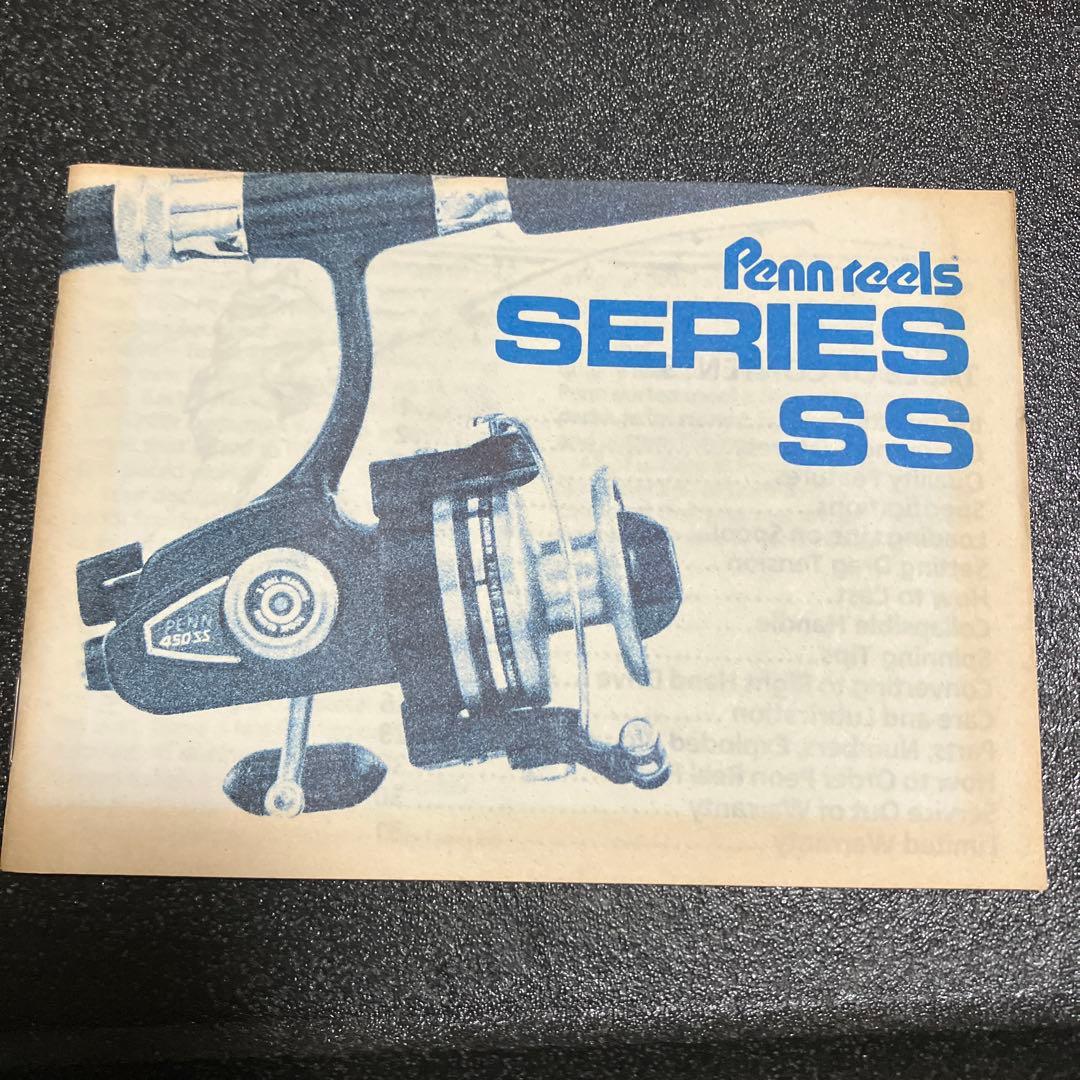 Penn reels®
SERIES
SS
PENN
450SS
Quality Features
Specifications
Loading Line on Spool
Setting Drag Tension
How to Cast
Collapsible Handle
Spinning Tips
Converting to Right Hand Drive
Care and Lubrication
Parts, Numbers, Exploded
How to Order Penn Reel
Service Out of Warranty
Limited Warranty